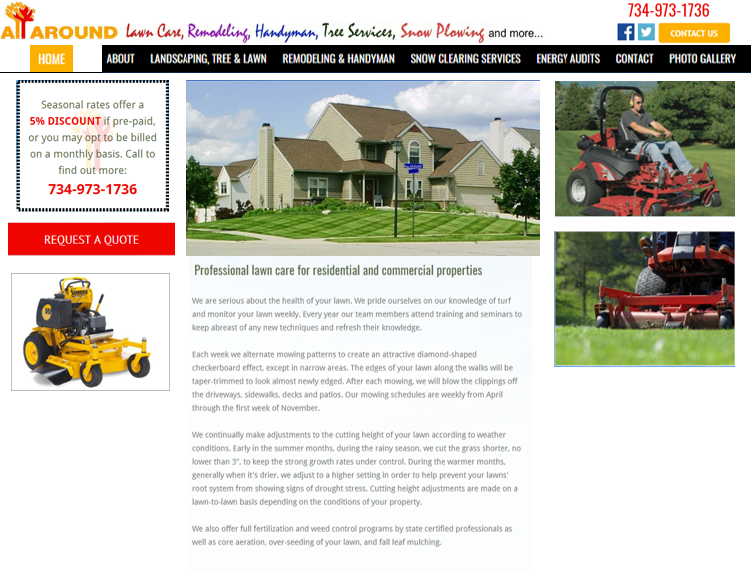 734-973-1736
All AROUND Lawn Care, Remodeling, Handyman, Tree Services, Snow Plowing and more...
CONTACT US
HOME ABOUT LANDSCAPING, TREE & LAWN REMODELING & HANDYMAN SNOW CLEARING SERVICES ENERGY AUDITS CONTACT PHOTO GALLERY
Seasonal rates offer a
5% DISCOUNT if pre-paid,
or you may opt to be billed
on a monthly basis. Call to
find out more:
734-973-1736
REQUEST A QUOTE
Professional lawn care for residential and commercial properties
We are serious about the health of your lawn. We pride ourselves on our knowledge of turf
and monitor your lawn weekly. Every year our team members attend training and seminars to
keep abreast of any new techniques and refresh their knowledge.
Each week we alternate mowing patterns to create an attractive diamond-shaped
checkerboard effect, except in narrow areas. The edges of your lawn along the walks will be
taper-trimmed to look almost newly edged. After each mowing, we will blow the clippings off
the driveways, sidewalks, decks and patios. Our mowing schedules are weekly from April
through the first week of November.
We continually make adjustments to the cutting height of your lawn according to weather
conditions. Early in the summer months, during the rainy season, we cut the grass shorter, no
lower than 3", to keep the strong growth rates under control. During the warmer months,
generally when it's drier, we adjust to a higher setting in order to help prevent your lawns'
root system from showing signs of drought stress. Cutting height adjustments are made on a
lawn-to-lawn basis depending on the conditions of your property.
We also offer full fertilization and weed control programs by state certified professionals as
well as core aeration, over-seeding of your lawn, and fall leaf mulching.